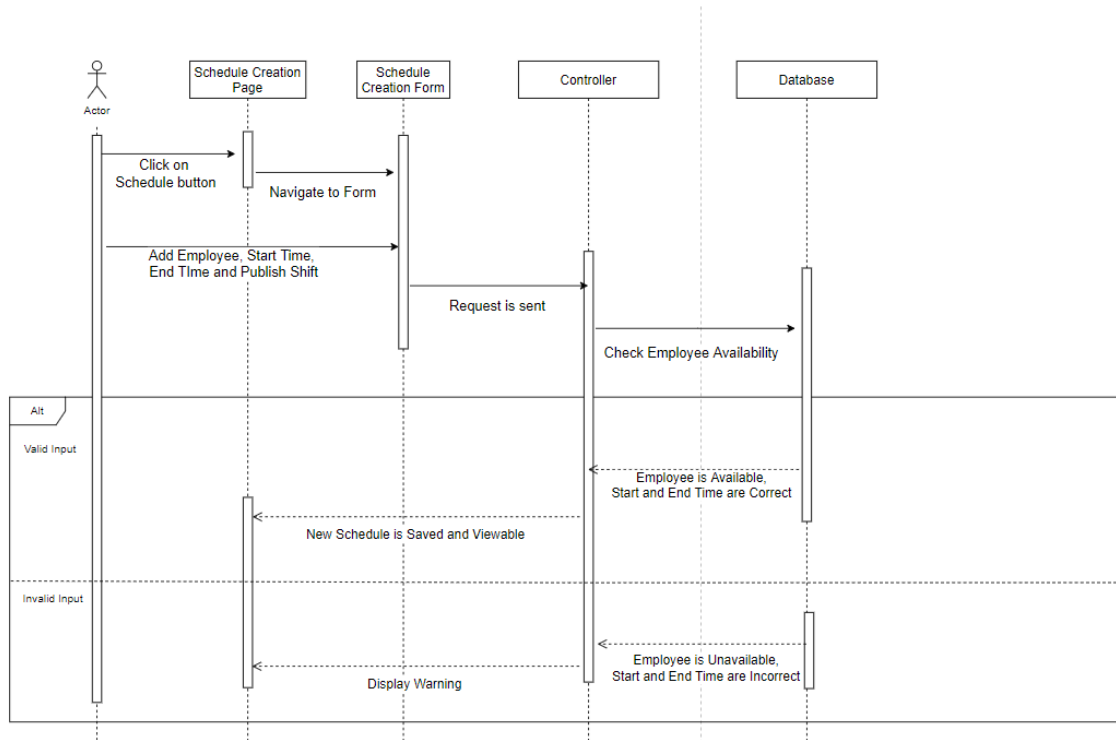 Schedule Creation
Page
Schedule
Creation Form
Controller
Database
Actor
Click on
Schedule button
Navigate to Form
Add Employee, Start Time,
End TIme and Publish Shift
Request is sent
Check Employee Availability
Alt
Valid Input
Employee is Available,
Start and End Time are Correct
New Schedule is Saved and Viewable
Invalid Input
Employee is Unavailable,
Start and End Time are Incorrect
Display Warning